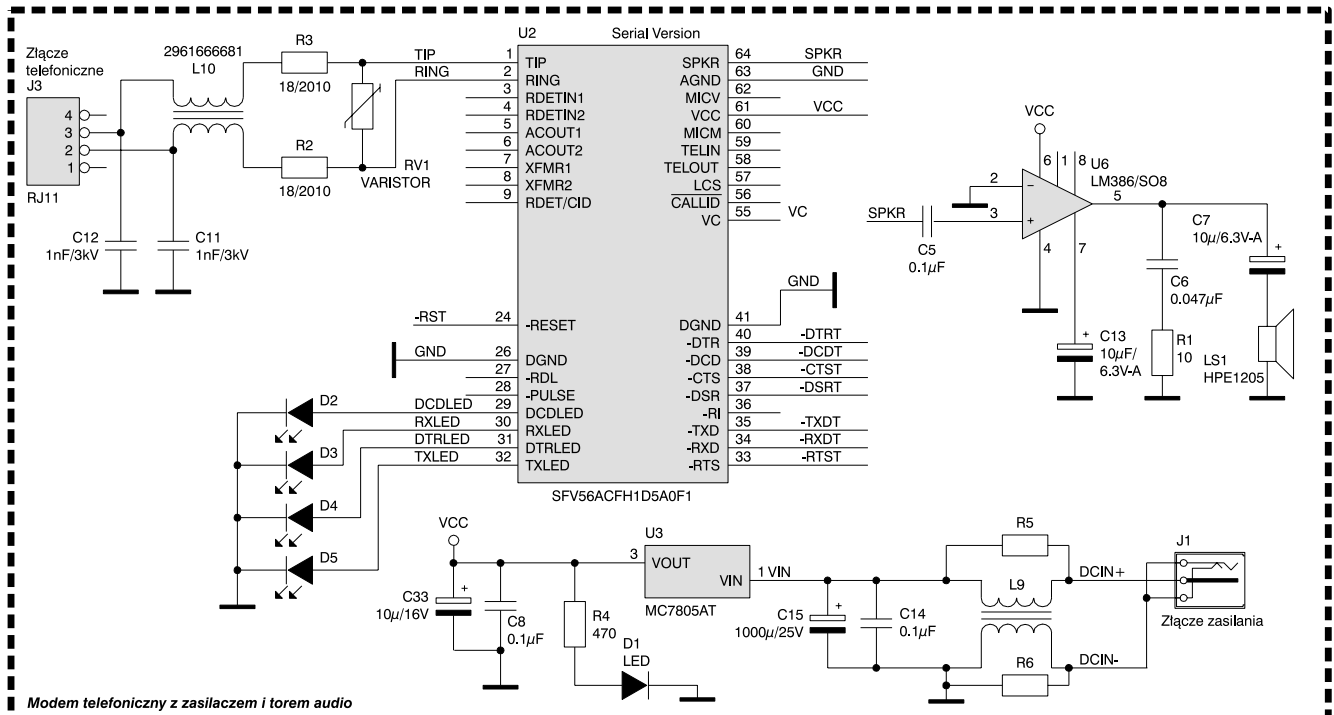 Złącze
telefoniczne
J3
4
3
2
1
RJ11
2961666681
L10
R3
18/2010
R2
18/2010
RV1
VARISTOR
C12
1nF/3kV
C11
1nF/3kV
TIP
RING
U2
Serial Version
1 TIP
2 RING
3 RDETIN1
4 RDETIN2
5 ACOUT1
6 ACOUT2
7 XFMR1
8 XFMR2
9 RDET/CID
-RST 24 -RESET
GND 26 DGND
27 -RDL
28 -PULSE
DCDLED 29 DCDLED
RXLED 30 RXLED
DTRLED 31 DTRLED
TXLED 32 TXLED
SPKR 64 SPKR
AGND 63 GND
MICV 62
VCC 61 VCC
MICM 60
TELIN 59
TELOUT 58
LCS 57
CALLID 56
VC 55 VC
DGND 41 GND
-DTR 40 -DTRT
-DCD 39 -DCDT
-CTS 38 -CTST
-DSR 37 -DSRT
-RI 36
-TXD 35 -TXDT
-RXD 34 -RXDT
-RTS 33 -RTST
SFV56ACFH1D5A0F1
D2
D3
D4
D5
VCC
6 1 8
U6
LM386/SO8
2
−
SPKR
3
+
5
4
7
C5
0.1µF
C7
10µ/6.3V-A
+
C6
0.047µF
C13
+
10µF/
6.3V-A
R1
10
LS1
HPE1205
VCC
C33
+
10µ/16V
C8
0.1µF
R4
470
D1
LED
U3
3 VOUT
VIN 1 VIN
MC7805AT
C15
+
1000µ/25V
C14
0.1µF
R5
L9
R6
DCIN+
DCIN-
J1
Złącze zasilania
Modem telefoniczny z zasilaczem i torem audio